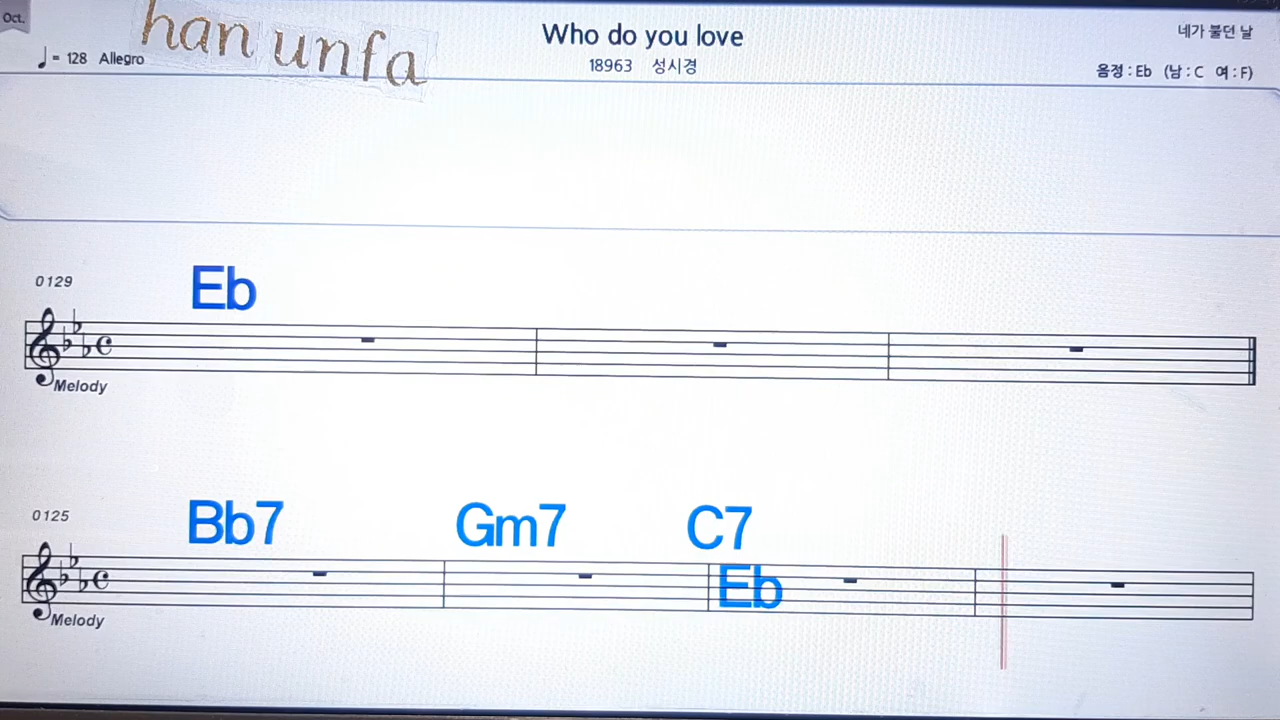 Oct.
han unfa
Who do you love
네가 불던 날
♩= 128 Allegro
18963 성시경
음정 : Eb (남 : C 여 : F)
0129
Eb
Melody
0125
Bb7 Gm7 C7
Eb
Melody